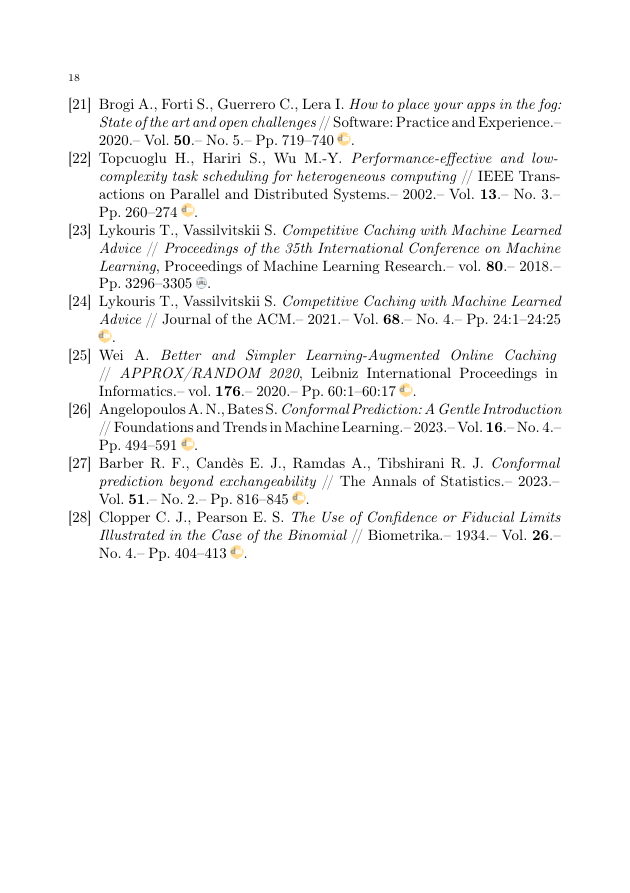 18
[21] Brogi A., Forti S., Guerrero C., Lera I. How to place your apps in the fog:
State of the art and open challenges // Software: Practice and Experience.–
2020.– Vol. 50.– No. 5.– Pp. 719–740 .
[22] Topcuoglu H., Hariri S., Wu M.-Y. Performance-effective and low-
complexity task scheduling for heterogeneous computing // IEEE Trans-
actions on Parallel and Distributed Systems.– 2002.– Vol. 13.– No. 3.–
Pp. 260–274 .
[23] Lykouris T., Vassilvitskii S. Competitive Caching with Machine Learned
Advice // Proceedings of the 35th International Conference on Machine
Learning, Proceedings of Machine Learning Research.– vol. 80.– 2018.–
Pp. 3296–3305 URL.
[24] Lykouris T., Vassilvitskii S. Competitive Caching with Machine Learned
Advice // Journal of the ACM.– 2021.– Vol. 68.– No. 4.– Pp. 24:1–24:25
.
[25] Wei A. Better and Simpler Learning-Augmented Online Caching
// APPROX/RANDOM 2020, Leibniz International Proceedings in
Informatics.– vol. 176.– 2020.– Pp. 60:1–60:17 .
[26] Angelopoulos A. N., Bates S. Conformal Prediction: A Gentle Introduction
// Foundations and Trends in Machine Learning.– 2023.– Vol. 16.– No. 4.–
Pp. 494–591 .
[27] Barber R. F., Candès E. J., Ramdas A., Tibshirani R. J. Conformal
prediction beyond exchangeability // The Annals of Statistics.– 2023.–
Vol. 51.– No. 2.– Pp. 816–845 .
[28] Clopper C. J., Pearson E. S. The Use of Confidence or Fiducial Limits
Illustrated in the Case of the Binomial // Biometrika.– 1934.– Vol. 26.–
No. 4.– Pp. 404–413 .